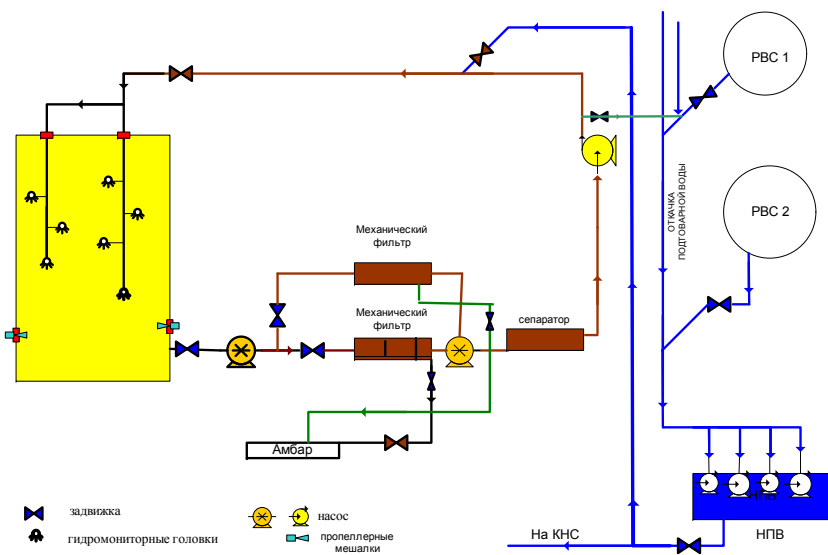 РВС 1
РВС 2
ОТКАЧКА
ПОДТОВАРНОЙ ВОДЫ
Механический
фильтр
Механический
фильтр
сепаратор
Амбар
На КНС
НПВ
задвижка
гидромониторные головки
насос
пропеллерные
мешалки